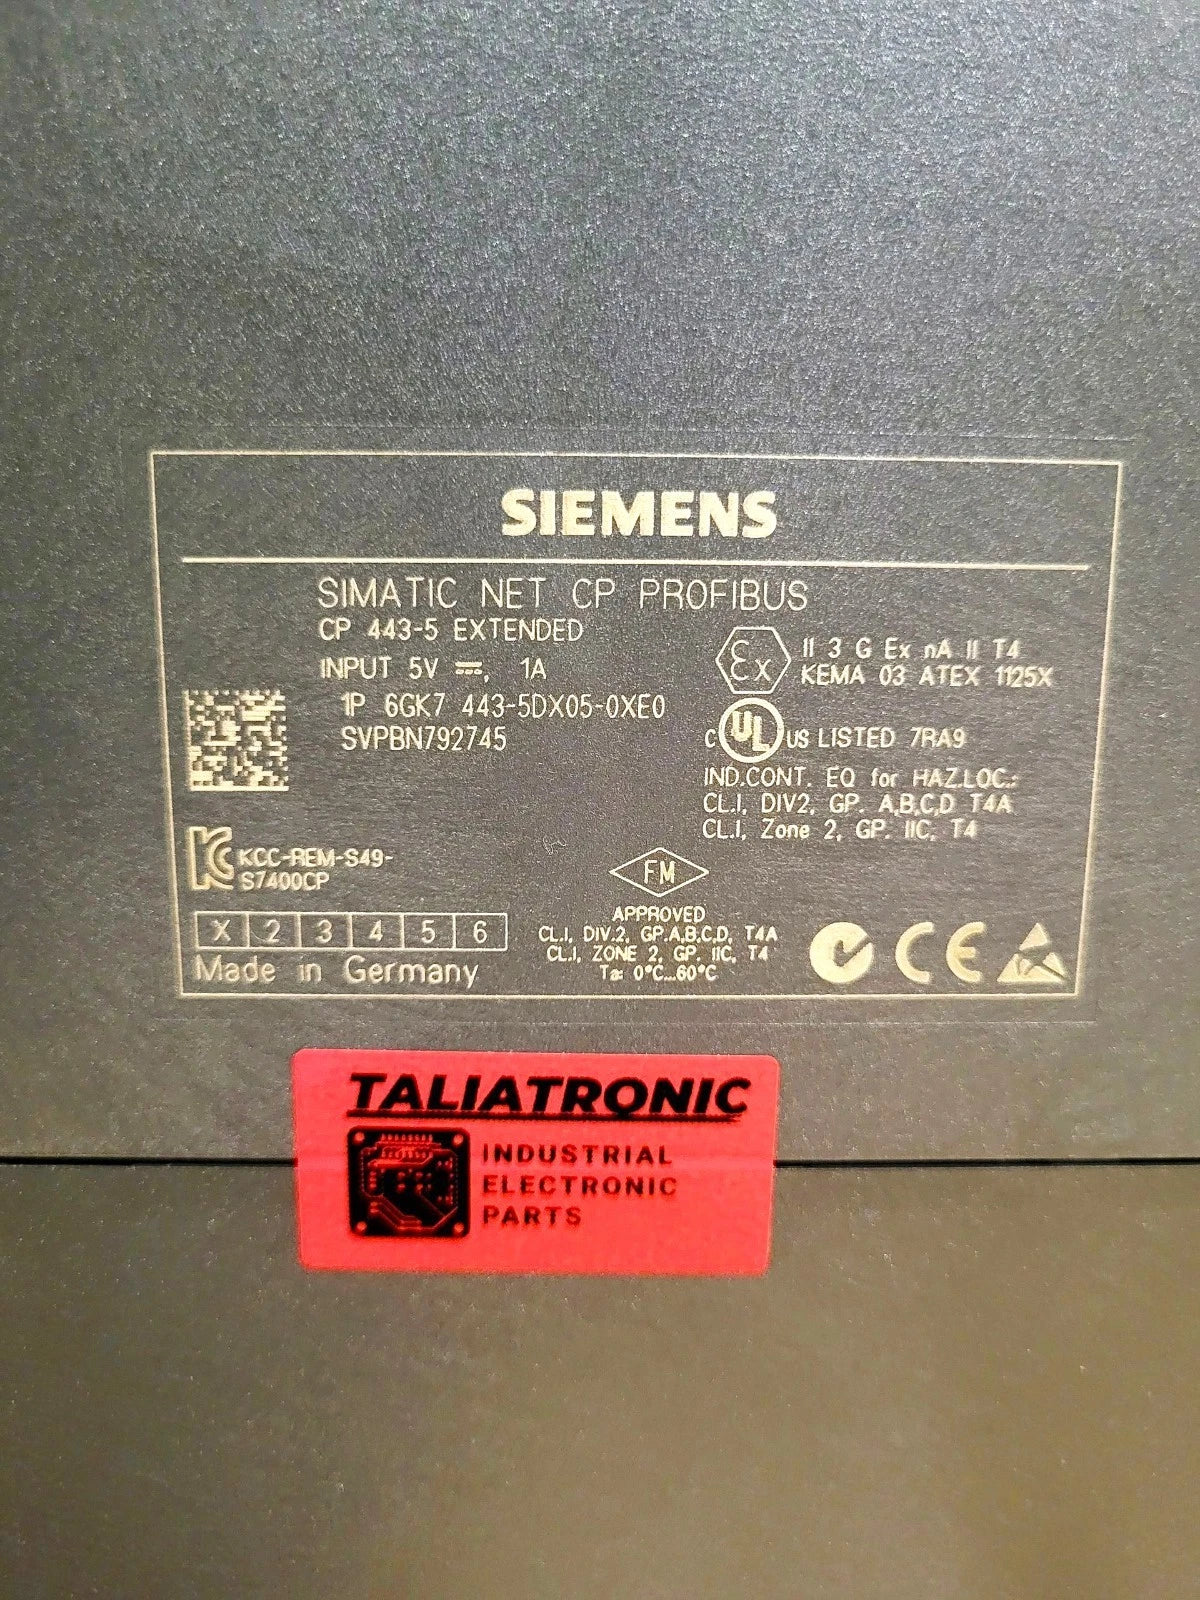 SIEMENS
SIMATIC NET CP PROFIBUS
CP 443-5 EXTENDED
INPUT 5V ⎓, 1A
1P 6GK7 443-5DX05-0XE0
SVPBN792745
Ex II 3 G Ex nA II T4
KEMA 03 ATEX 1125X
C UL US LISTED 7RA9
IND.CONT. EQ for HAZ.LOC.:
CL.I, DIV2, GP. A,B,C,D T4A
CL.I, Zone 2, GP. IIC, T4
KCC-REM-S49-
S7400CP
X 2 3 4 5 6
Made in Germany
FM
APPROVED
CL.I, DIV.2, GP.A,B,C,D, T4A
CL.I, ZONE 2, GP. IIC, T4
Ta: 0°C...60°C
CE
TALIATRONIC
INDUSTRIAL
ELECTRONIC
PARTS